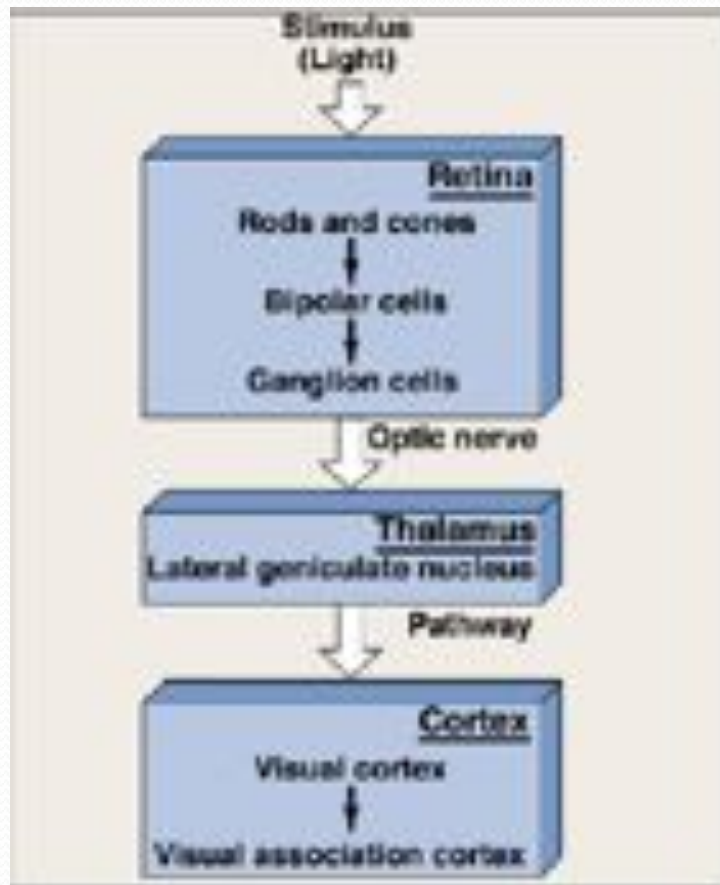 Stimulus
(Light)
Retina
Rods and cones
Bipolar cells
Ganglion cells
Optic nerve
Thalamus
Lateral geniculate nucleus
Pathway
Cortex
Visual cortex
Visual association cortex